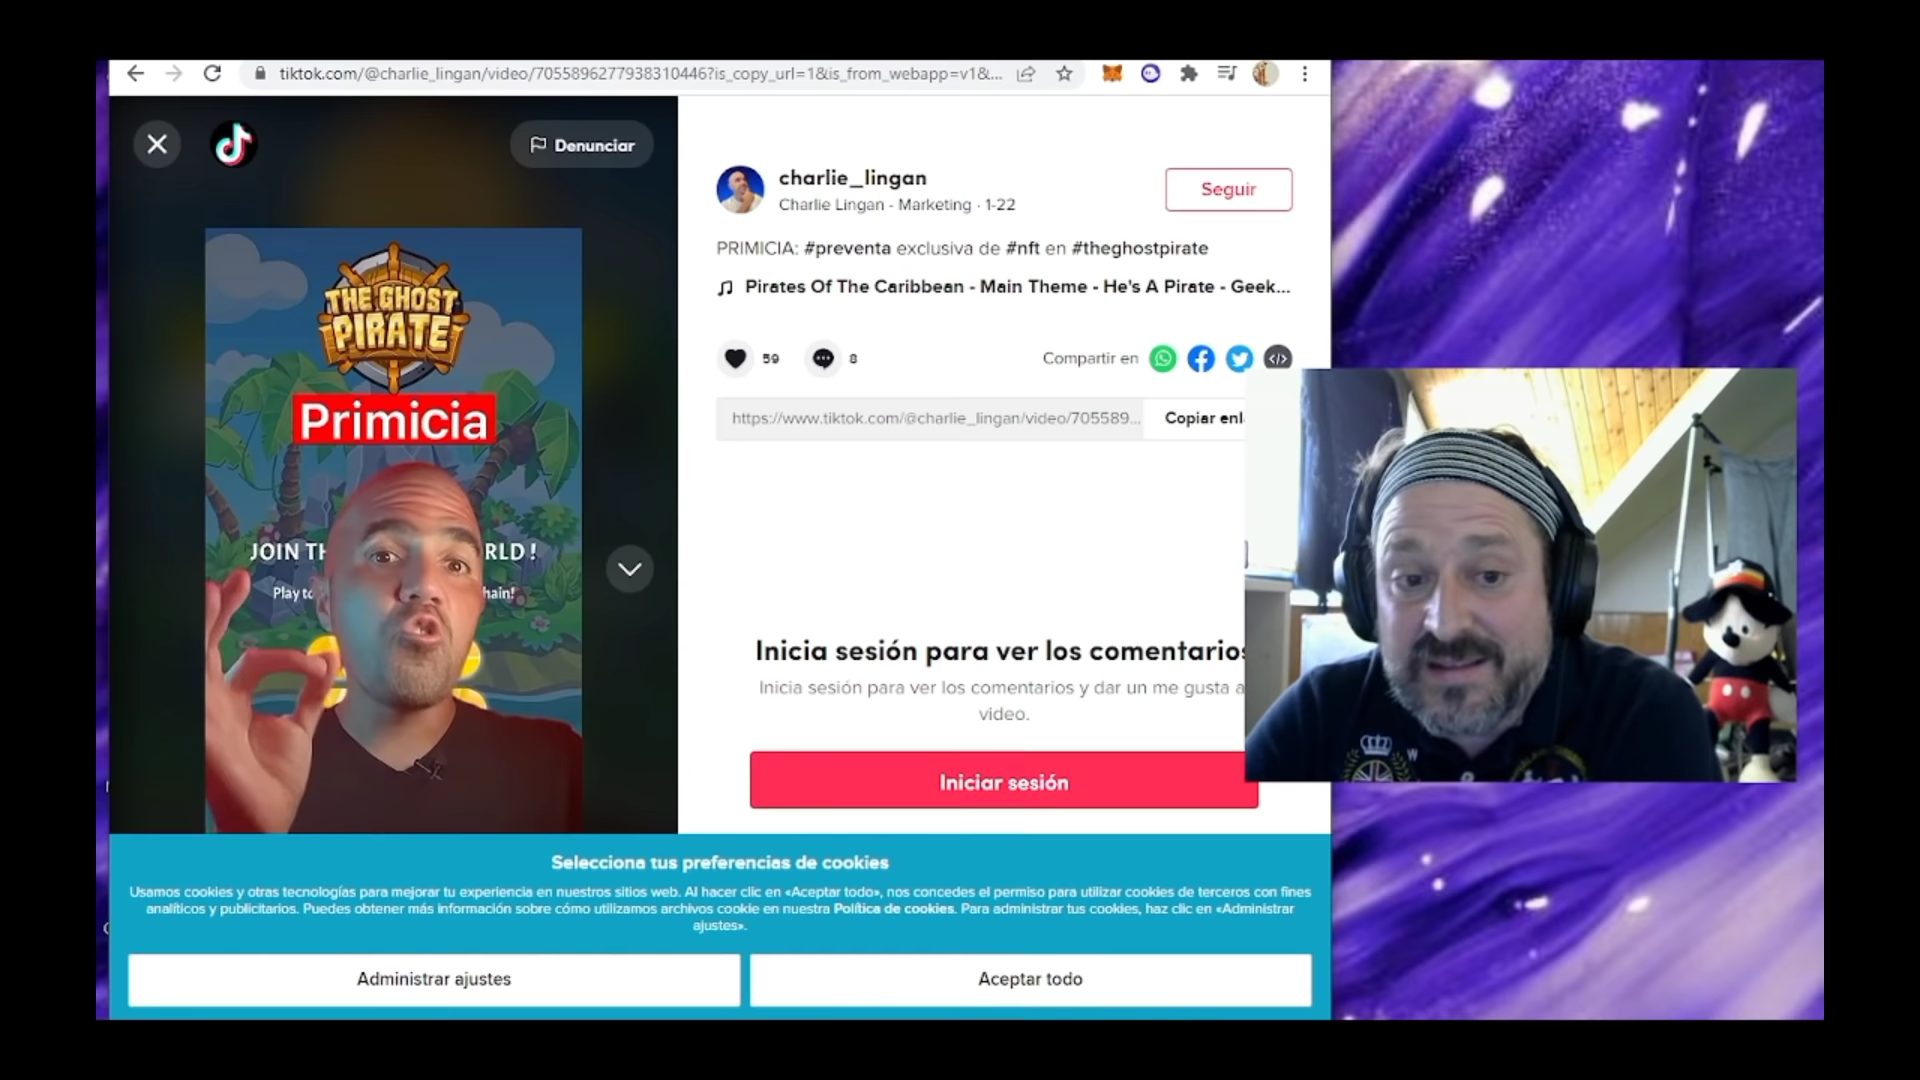 tiktok.com/@charlie_lingan/video/7055896277938310446?is_copy_url=1&is_from_webapp=v1&...
Denunciar
charlie_lingan
Charlie Lingan - Marketing · 1-22
Seguir
PRIMICIA: #preventa exclusiva de #nft en #theghostpirate
Pirates Of The Caribbean - Main Theme - He's A Pirate - Geek...
59
8
Compartir en
https://www.tiktok.com/@charlie_lingan/video/705589...
Copiar enl
THE GHOST
PIRATE
Primicia
JOIN TH RLD !
Play to hain!
Inicia sesión para ver los comentarios
Inicia sesión para ver los comentarios y dar un me gusta a
video.
Iniciar sesión
Selecciona tus preferencias de cookies
Usamos cookies y otras tecnologías para mejorar tu experiencia en nuestros sitios web. Al hacer clic en «Aceptar todo», nos concedes el permiso para utilizar cookies de terceros con fines
analíticos y publicitarios. Puedes obtener más información sobre cómo utilizamos archivos cookie en nuestra Política de cookies. Para administrar tus cookies, haz clic en «Administrar
ajustes».
Administrar ajustes
Aceptar todo